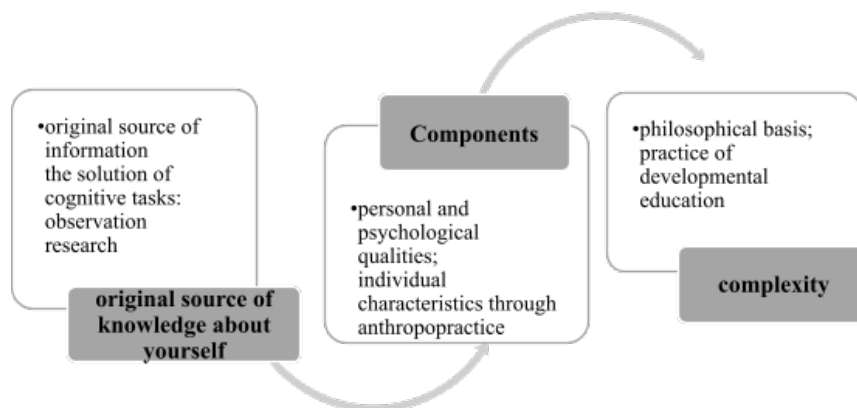 •original source of
information
the solution of
cognitive tasks:
observation
research
original source of
knowledge about
yourself
Components
•personal and
psychological
qualities;
individual
characteristics through
anthropopractice
•philosophical basis;
practice of
developmental
education
complexity